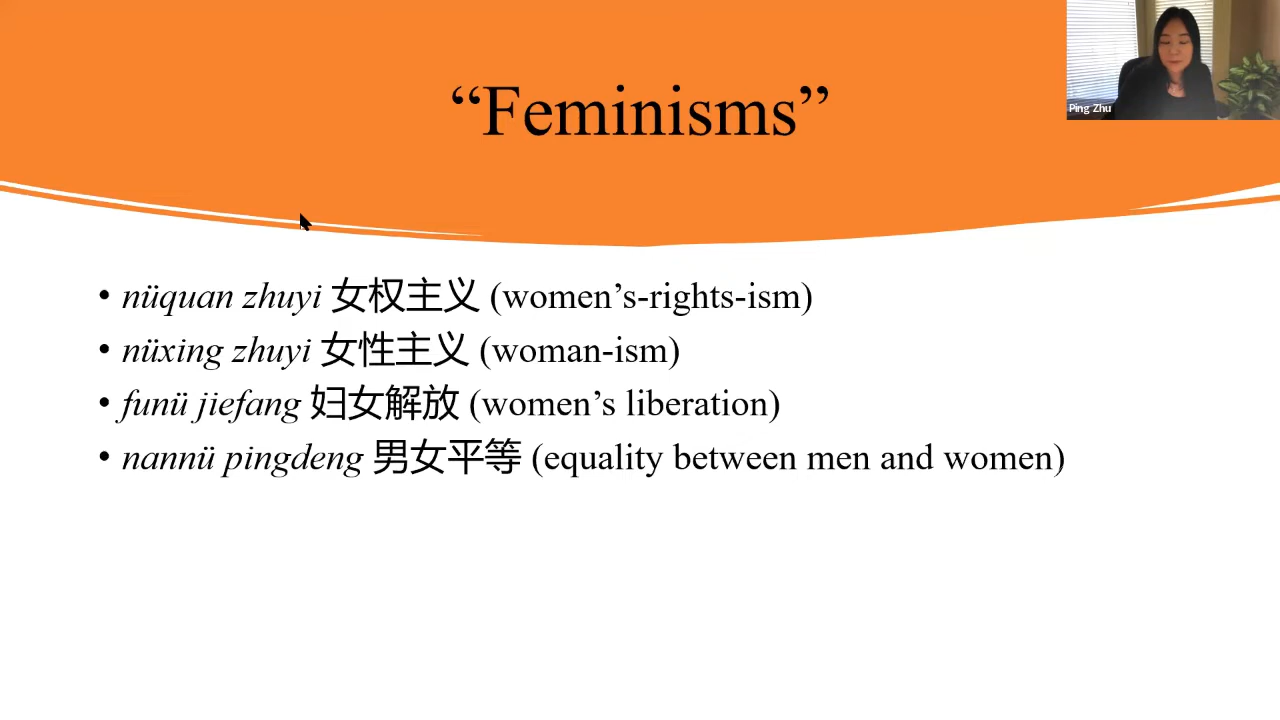 “Feminisms”
Ping Zhu
• nüquan zhuyi 女权主义 (women’s-rights-ism)
• nüxing zhuyi 女性主义 (woman-ism)
• funü jiefang 妇女解放 (women’s liberation)
• nannü pingdeng 男女平等 (equality between men and women)